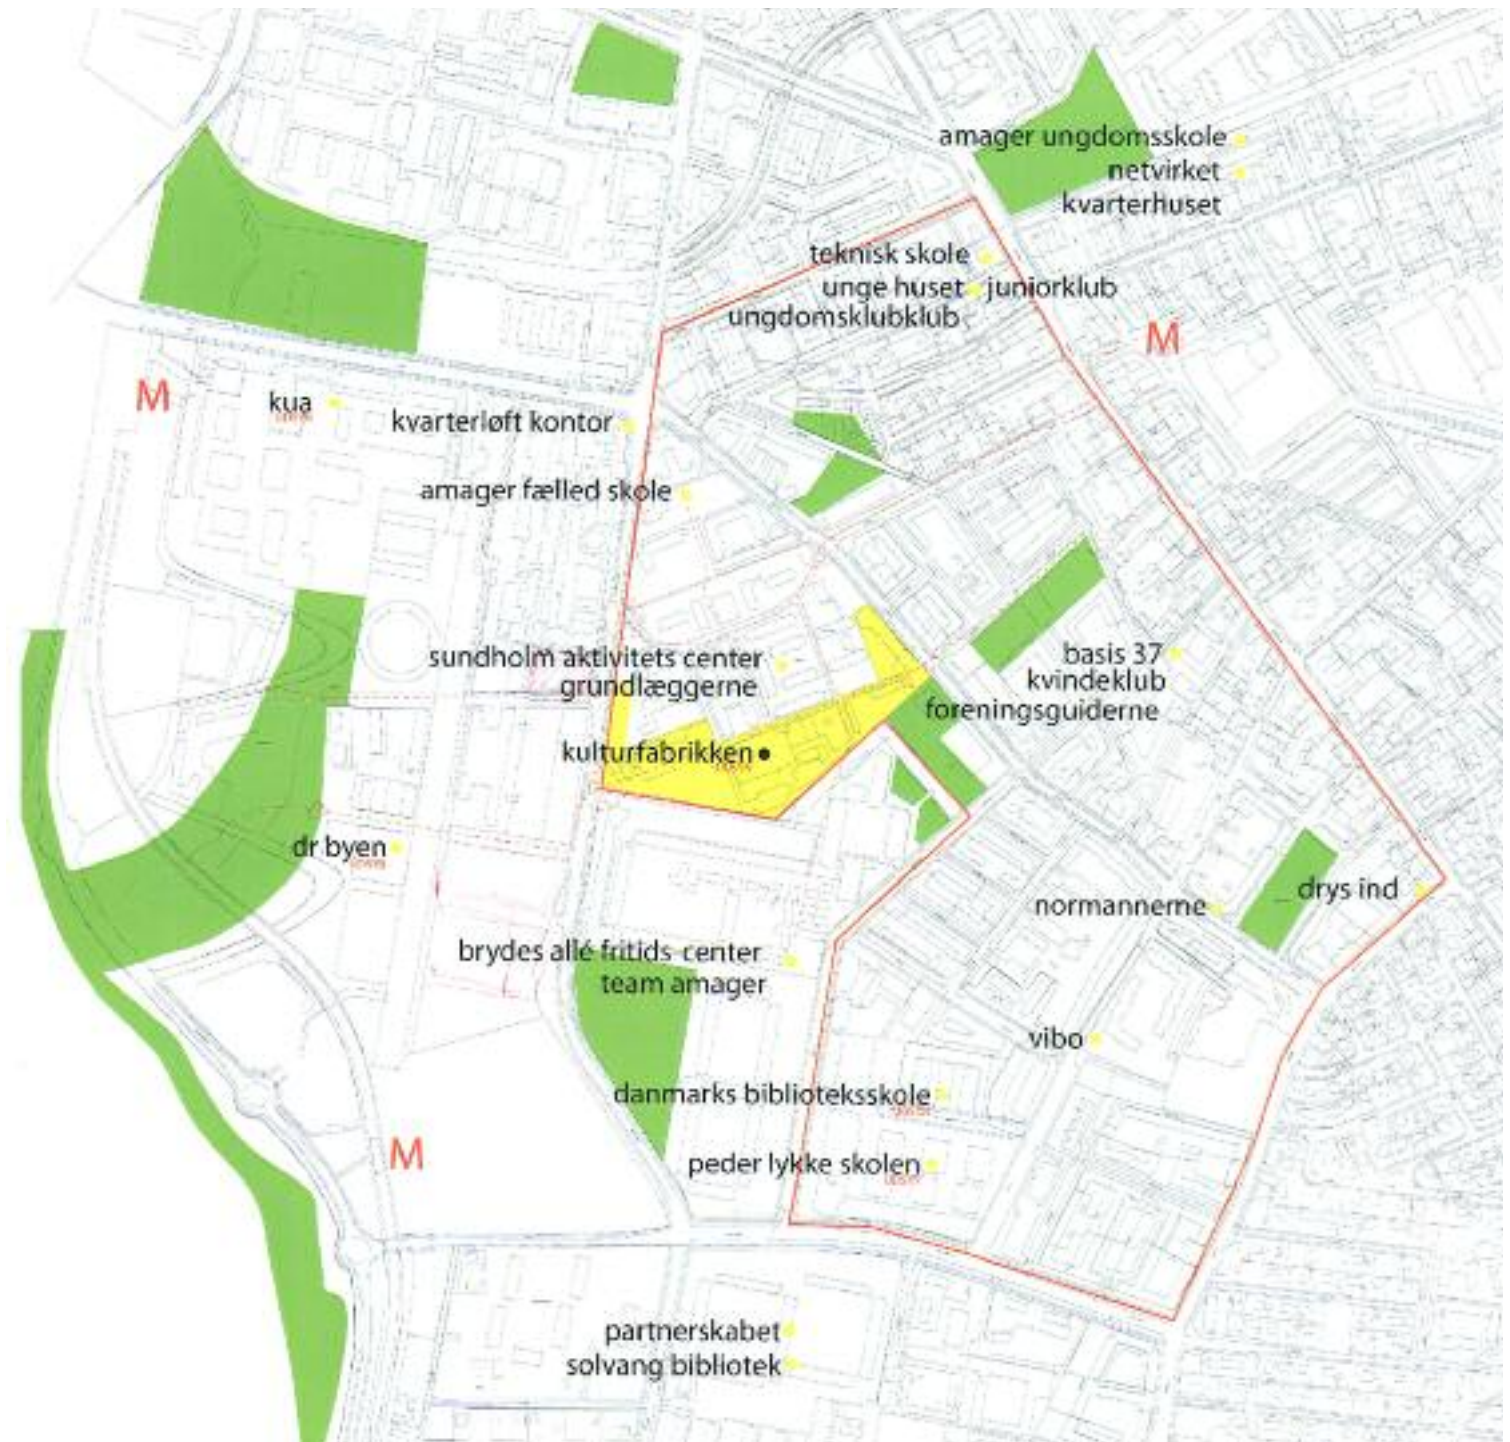 amager ungdomsskole
netvirket
kvarterhuset
teknisk skole
unge huset juniorklub
ungdomsklubklub
M
M
kua
kvarterløft kontor
amager fælled skole
sundholm aktivitets center
grundlæggerne
basis 37
kvindeklub
foreningsguiderne
kulturfabrikken
dr byen
drys ind
normannerne
brydes allé fritids center
team amager
vibo
danmarks biblioteksskole
M
peder lykke skolen
partnerskabet
solvang bibliotek